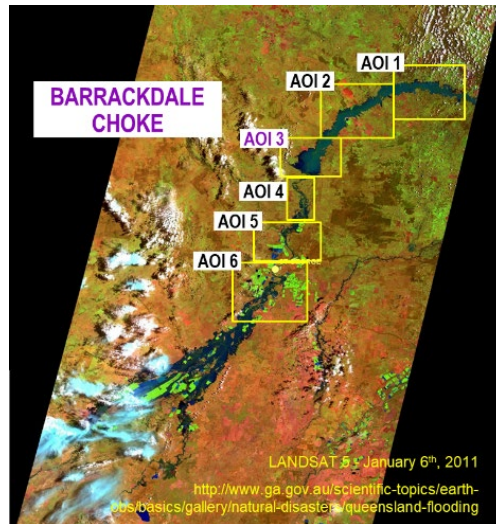 AOI 1
AOI 2
BARRACKDALE
CHOKE
AOI 3
AOI 4
AOI 5
AOI 6
LANDSAT 5 - January 6th, 2011
http://www.ga.gov.au/scientific-topics/earth-
obs/basics/gallery/natural-disasters/queensland-flooding